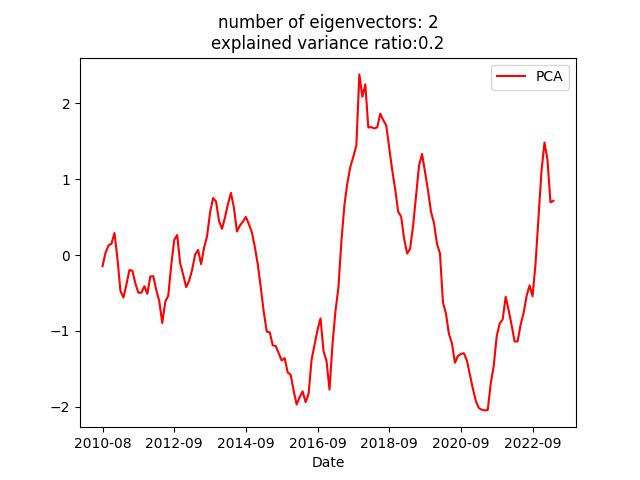 number of eigenvectors: 2
explained variance ratio:0.2
PCA
2
1
0
−1
−2
2010-08 2012-09 2014-09 2016-09 2018-09 2020-09 2022-09
Date